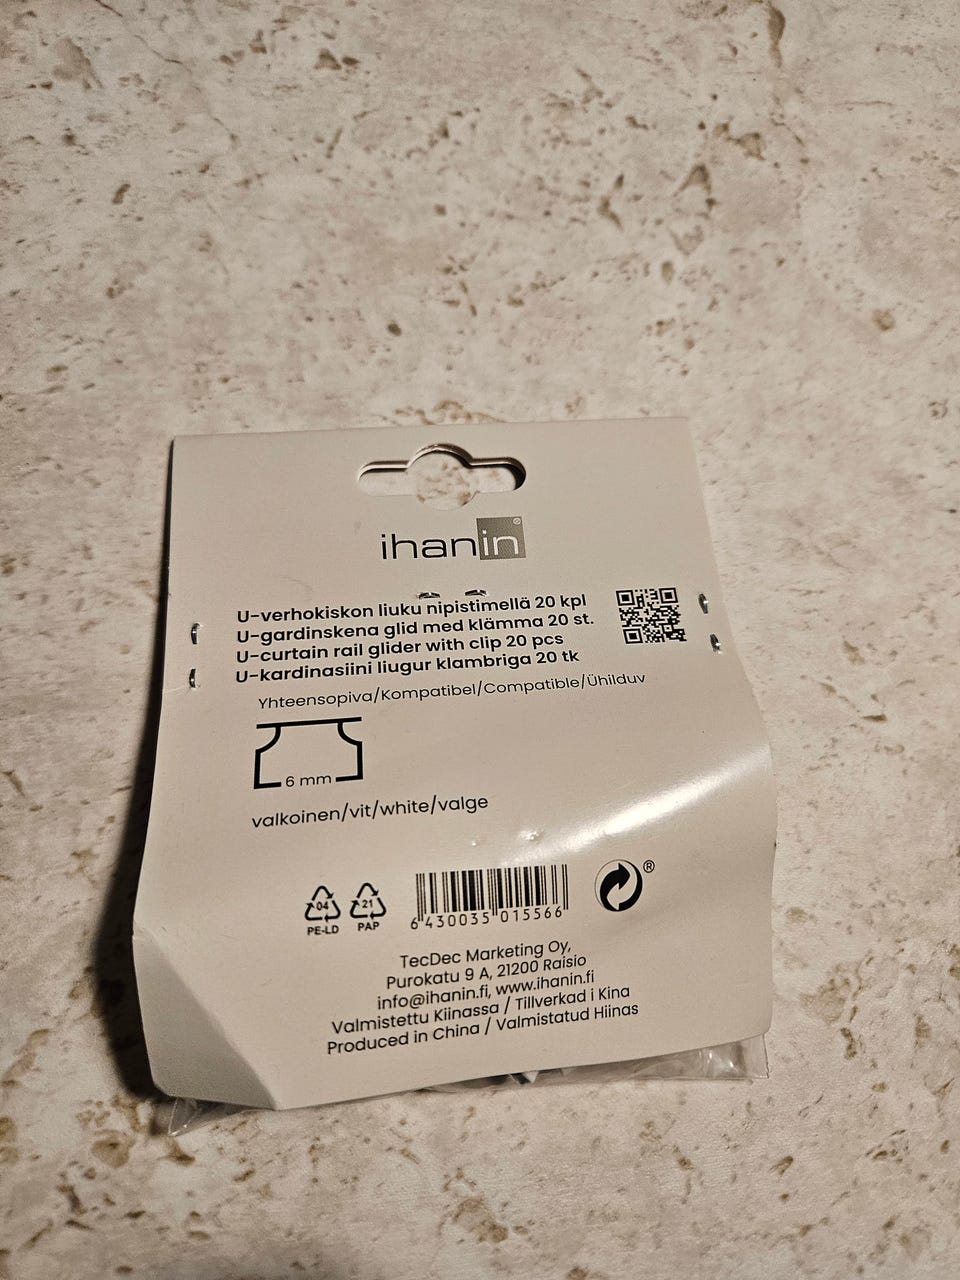 ihanin®
U-verhokiskon liuku nipistimellä 20 kpl
U-gardinskena glid med klämma 20 st.
U-curtain rail glider with clip 20 pcs
U-kardinasiini liugur klambriga 20 tk
Yhteensopiva/Kompatibel/Compatible/Ühilduv
6 mm
valkoinen/vit/white/valge
04
PE-LD
21
PAP
6 430035 015566
®
TecDec Marketing Oy,
Purokatu 9 A, 21200 Raisio
info@ihanin.fi, www.ihanin.fi
Valmistettu Kiinassa / Tillverkad i Kina
Produced in China / Valmistatud Hiinas